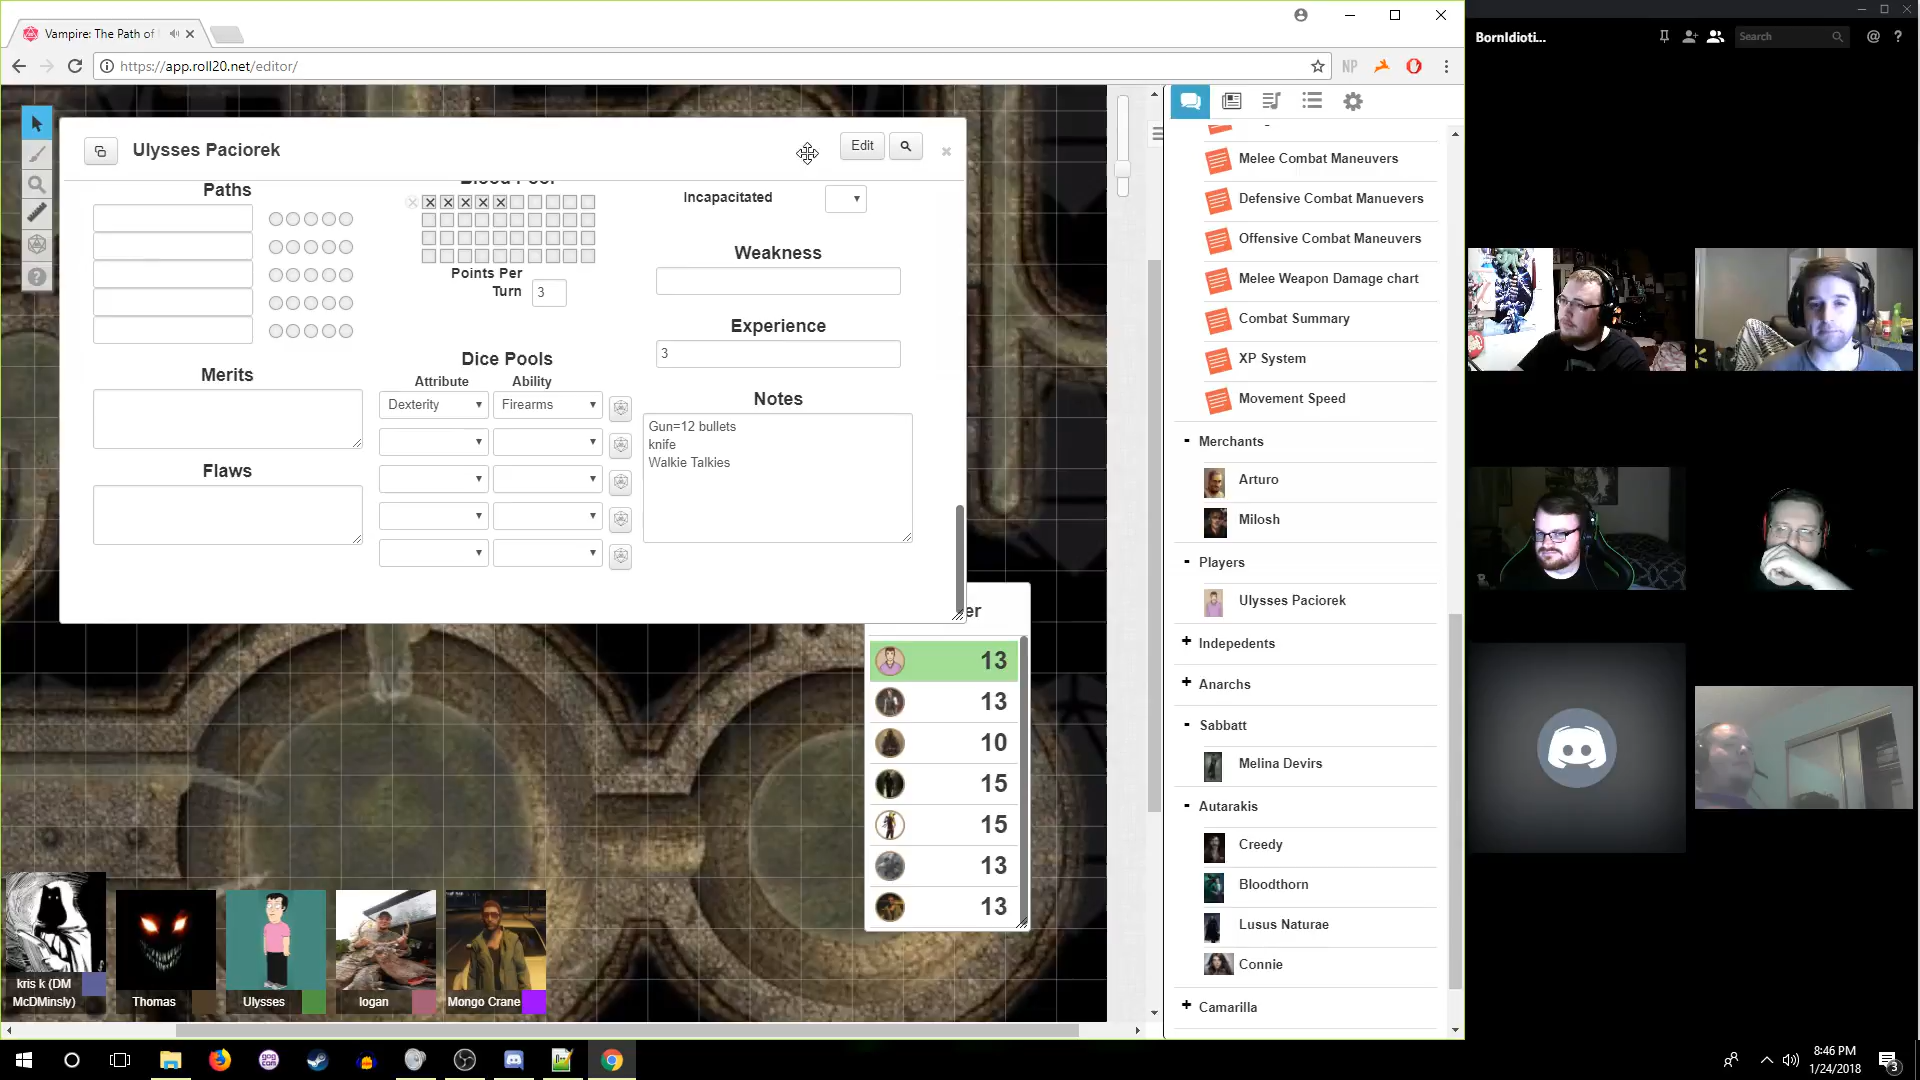 Vampire: The Path of
https://app.roll20.net/editor/
NP
BornIdioti...
Search
Ulysses Paciorek
Edit
Paths
Blood Pool
Points Per
Turn
3
Incapacitated
Weakness
Experience
3
Merits
Flaws
Dice Pools
Attribute
Ability
Dexterity
Firearms
Notes
Gun=12 bullets
knife
Walkie Talkies
er
13
13
10
15
15
13
13
Melee Combat Maneuvers
Defensive Combat Manuevers
Offensive Combat Maneuvers
Melee Weapon Damage chart
Combat Summary
XP System
Movement Speed
- Merchants
Arturo
Milosh
- Players
Ulysses Paciorek
+ Indepedents
+ Anarchs
- Sabbatt
Melina Devirs
- Autarakis
Creedy
Bloodthorn
Lusus Naturae
Connie
+ Camarilla
kris k (DM
McDMinsly)
Thomas
Ulysses
logan
Mongo Crane
8:46 PM
1/24/2018
3